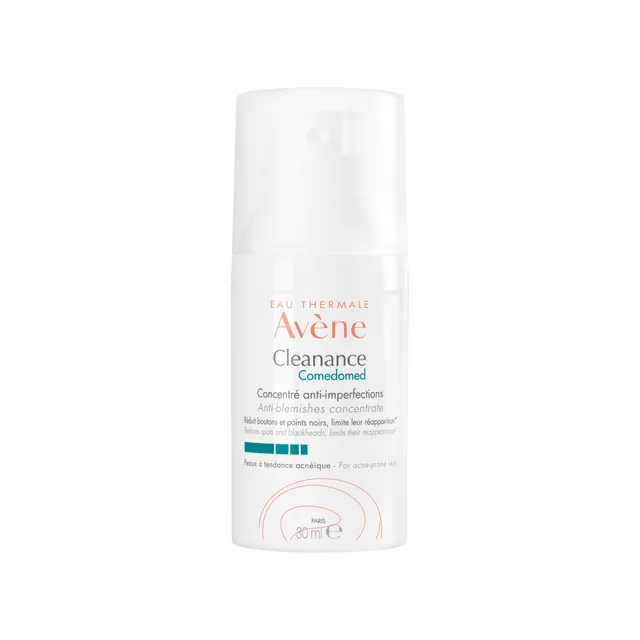 EAU THERMALE
Avène
Cleanance
Comedomed
Concentré anti-imperfections
Anti-blemishes concentrate
Réduit boutons et points noirs, limite leur réapparition*
Reduces spots and blackheads, limits their reappearance*
Peaux à tendance acnéique - For acne-prone skin
PARIS
30 ml ℮